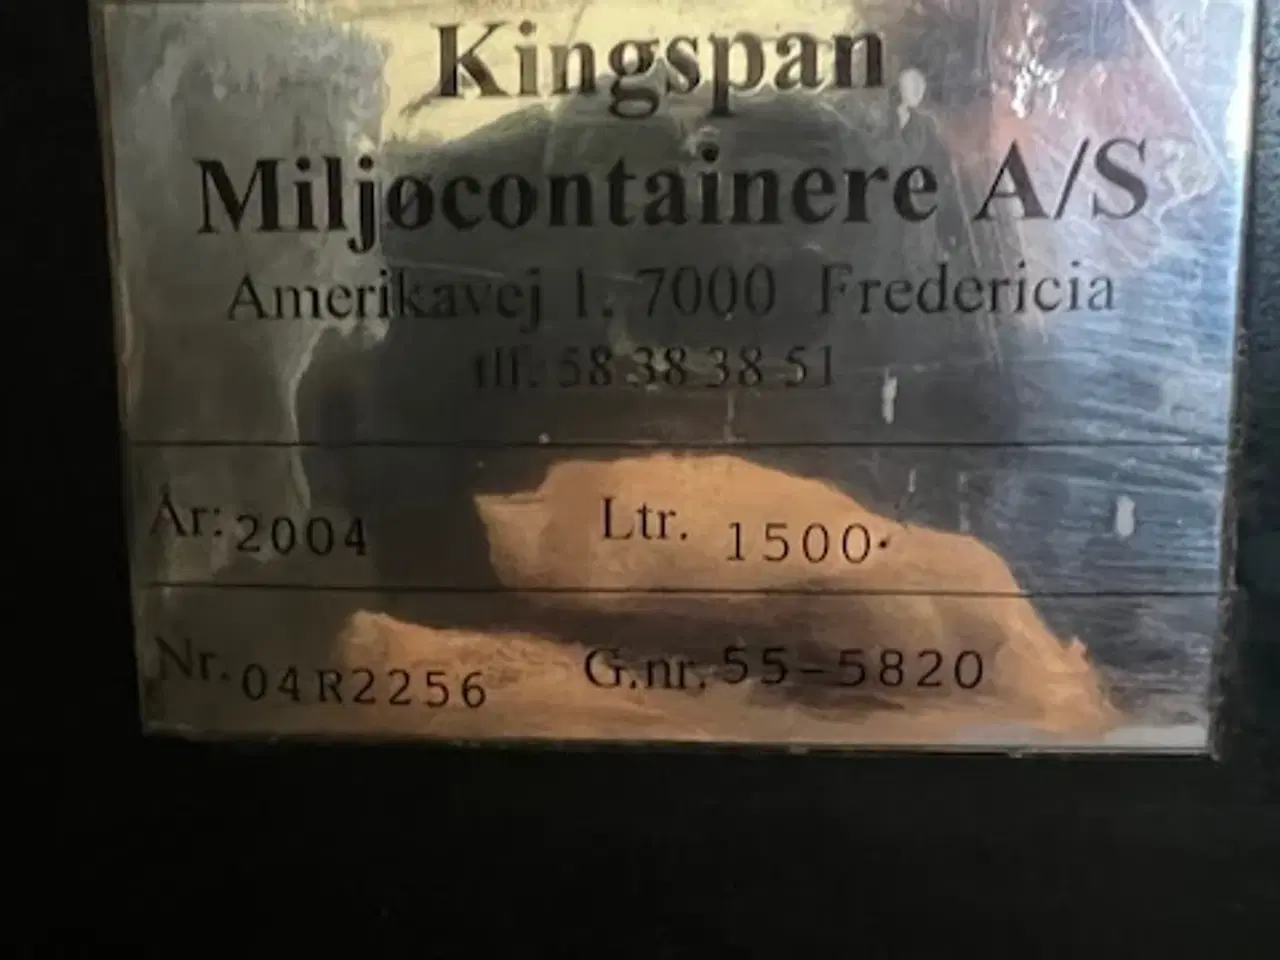 Kingspan
Miljøcontainere A/S
Amerikavej 1. 7000 Fredericia
tlf: 58 38 38 51
År: 2004 Ltr. 1500.
Nr. 04R2256 G.nr. 55-5820